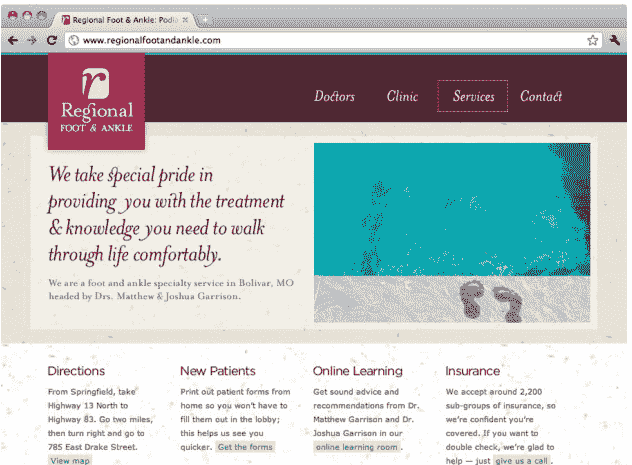 Regional Foot & Ankle: Podia
www.regionalfootandankle.com
r
Regional
FOOT & ANKLE
Doctors Clinic Services Contact
We take special pride in
providing you with the treatment
& knowledge you need to walk
through life comfortably.
We are a foot and ankle specialty service in Bolivar, MO
headed by Drs. Matthew & Joshua Garrison.
Directions
From Springfield, take
Highway 13 North to
Highway 83. Go two miles,
then turn right and go to
785 East Drake Street.
View map
New Patients
Print out patient forms from
home so you won't have to
fill them out in the lobby;
this helps us see you
quicker. Get the forms
Online Learning
Get sound advice and
recommendations from Dr.
Matthew Garrison and Dr.
Joshua Garrison in our
online learning room.
Insurance
We accept around 2,200
sub-groups of insurance, so
we're confident you're
covered. If you want to
double check, we're glad to
help — just give us a call.